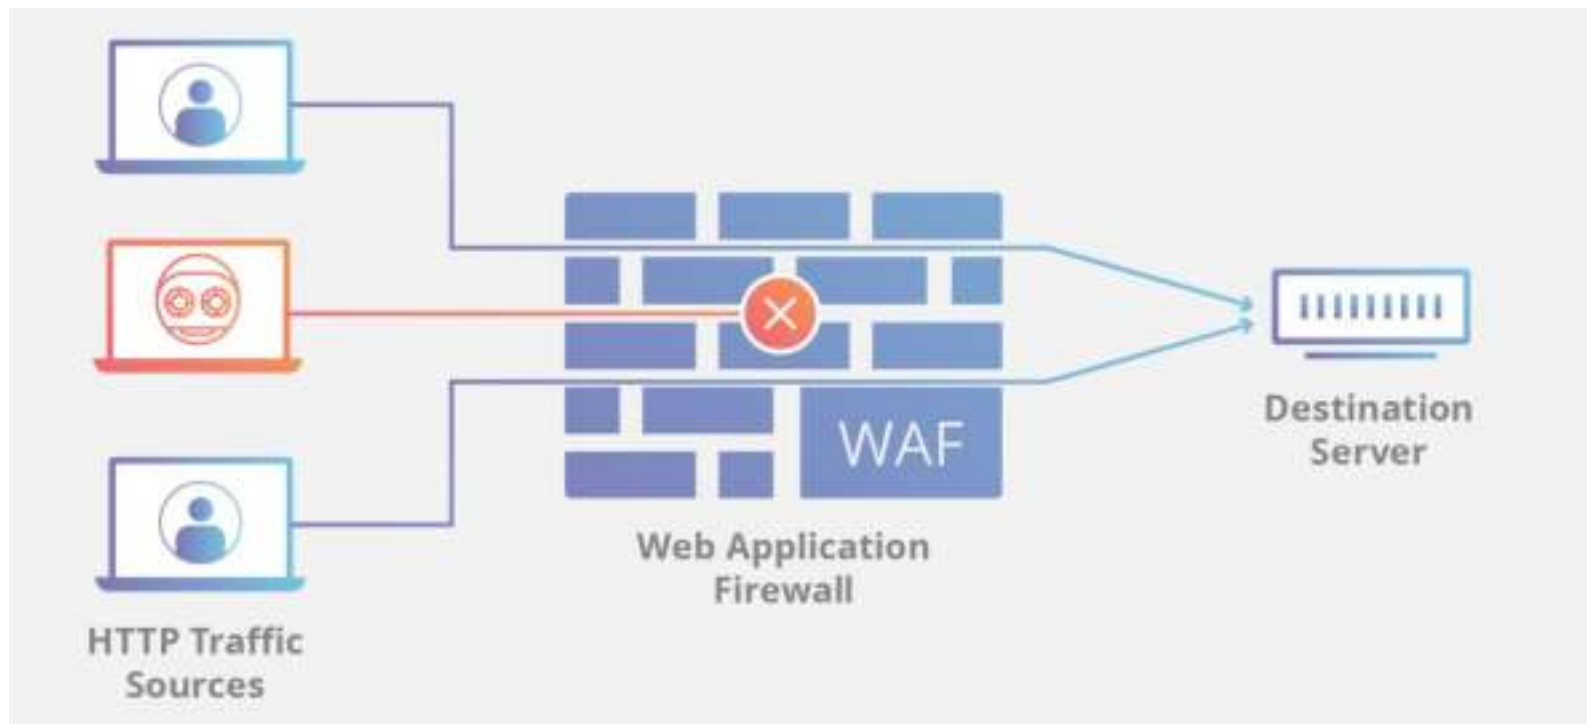 WAF
Web Application
Firewall
HTTP Traffic
Sources
Destination
Server